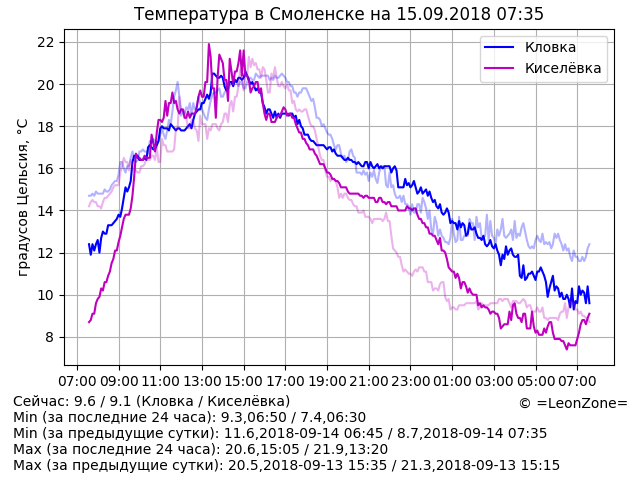 Температура в Смоленске на 15.09.2018 07:35
градусов Цельсия, °C
22
20
18
16
14
12
10
8
Кловка
Киселёвка
07:00 09:00 11:00 13:00 15:00 17:00 19:00 21:00 23:00 01:00 03:00 05:00 07:00
Сейчас: 9.6 / 9.1 (Кловка / Киселёвка)
© =LeonZone=
Min (за последние 24 часа): 9.3,06:50 / 7.4,06:30
Min (за предыдущие сутки): 11.6,2018-09-14 06:45 / 8.7,2018-09-14 07:35
Max (за последние 24 часа): 20.6,15:05 / 21.9,13:20
Max (за предыдущие сутки): 20.5,2018-09-13 15:35 / 21.3,2018-09-13 15:15